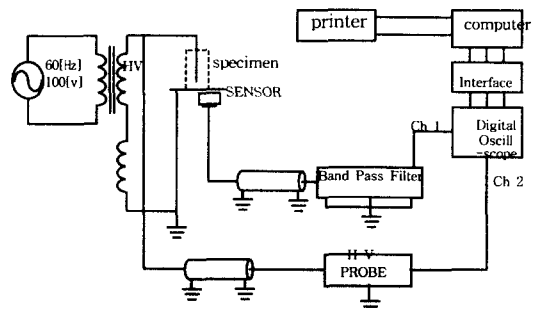 printer
computer
60[Hz]
100[v]
HV
specimen
SENSOR
Interface
Digital
Oscill
-scope
Ch 1
Ch 2
Band Pass Filter
H V
PROBE